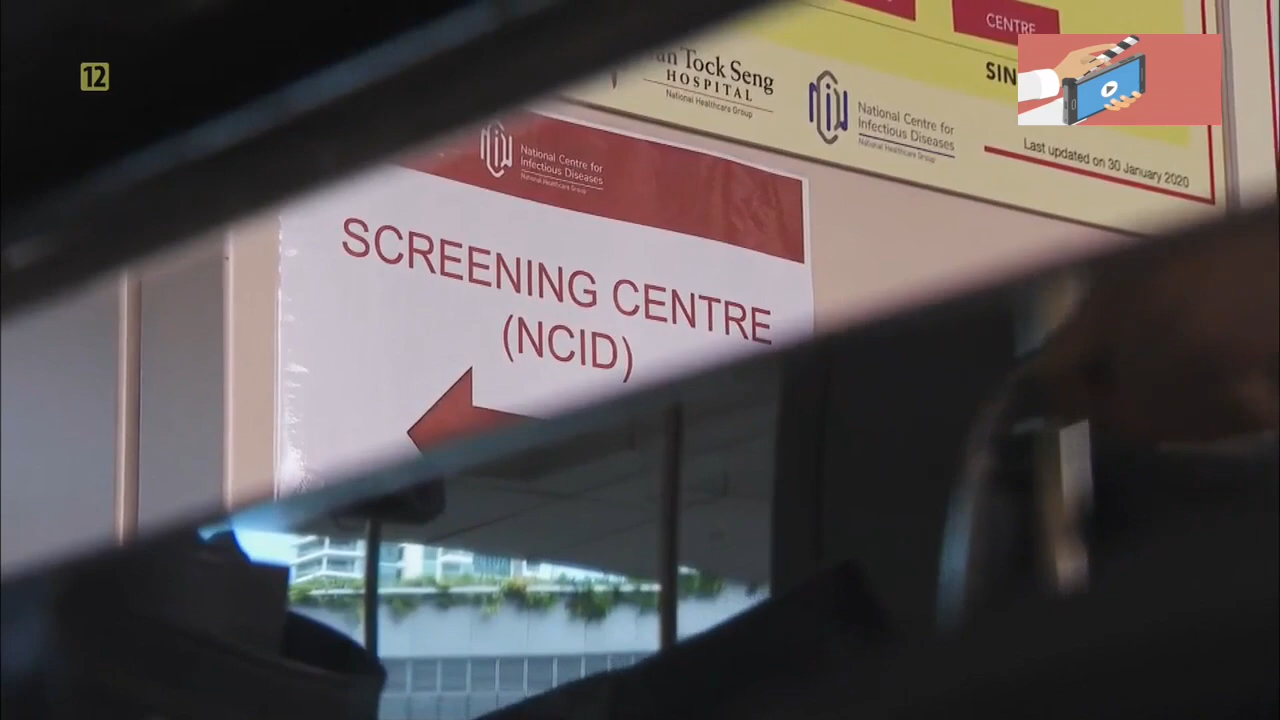 12
CENTRE
Tock Seng
HOSPITAL
National Healthcare Group
National Centre for
Infectious Diseases
National Healthcare Group
SIN
Last updated on 30 January 2020
National Centre for
Infectious Diseases
National Healthcare Group
SCREENING CENTRE
(NCID)